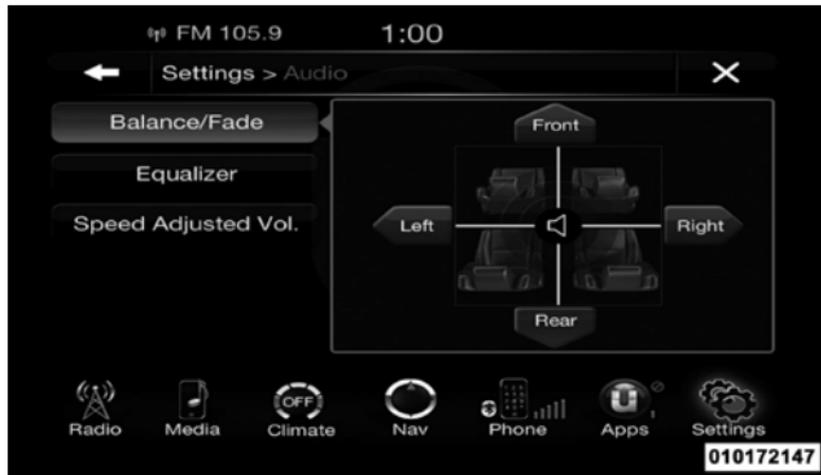 FM 105.9 1:00
Settings > Audio
Balance/Fade
Equalizer
Speed Adjusted Vol.
Front
Left
Right
Rear
OFF
Radio Media Climate Nav Phone Apps Settings
010172147